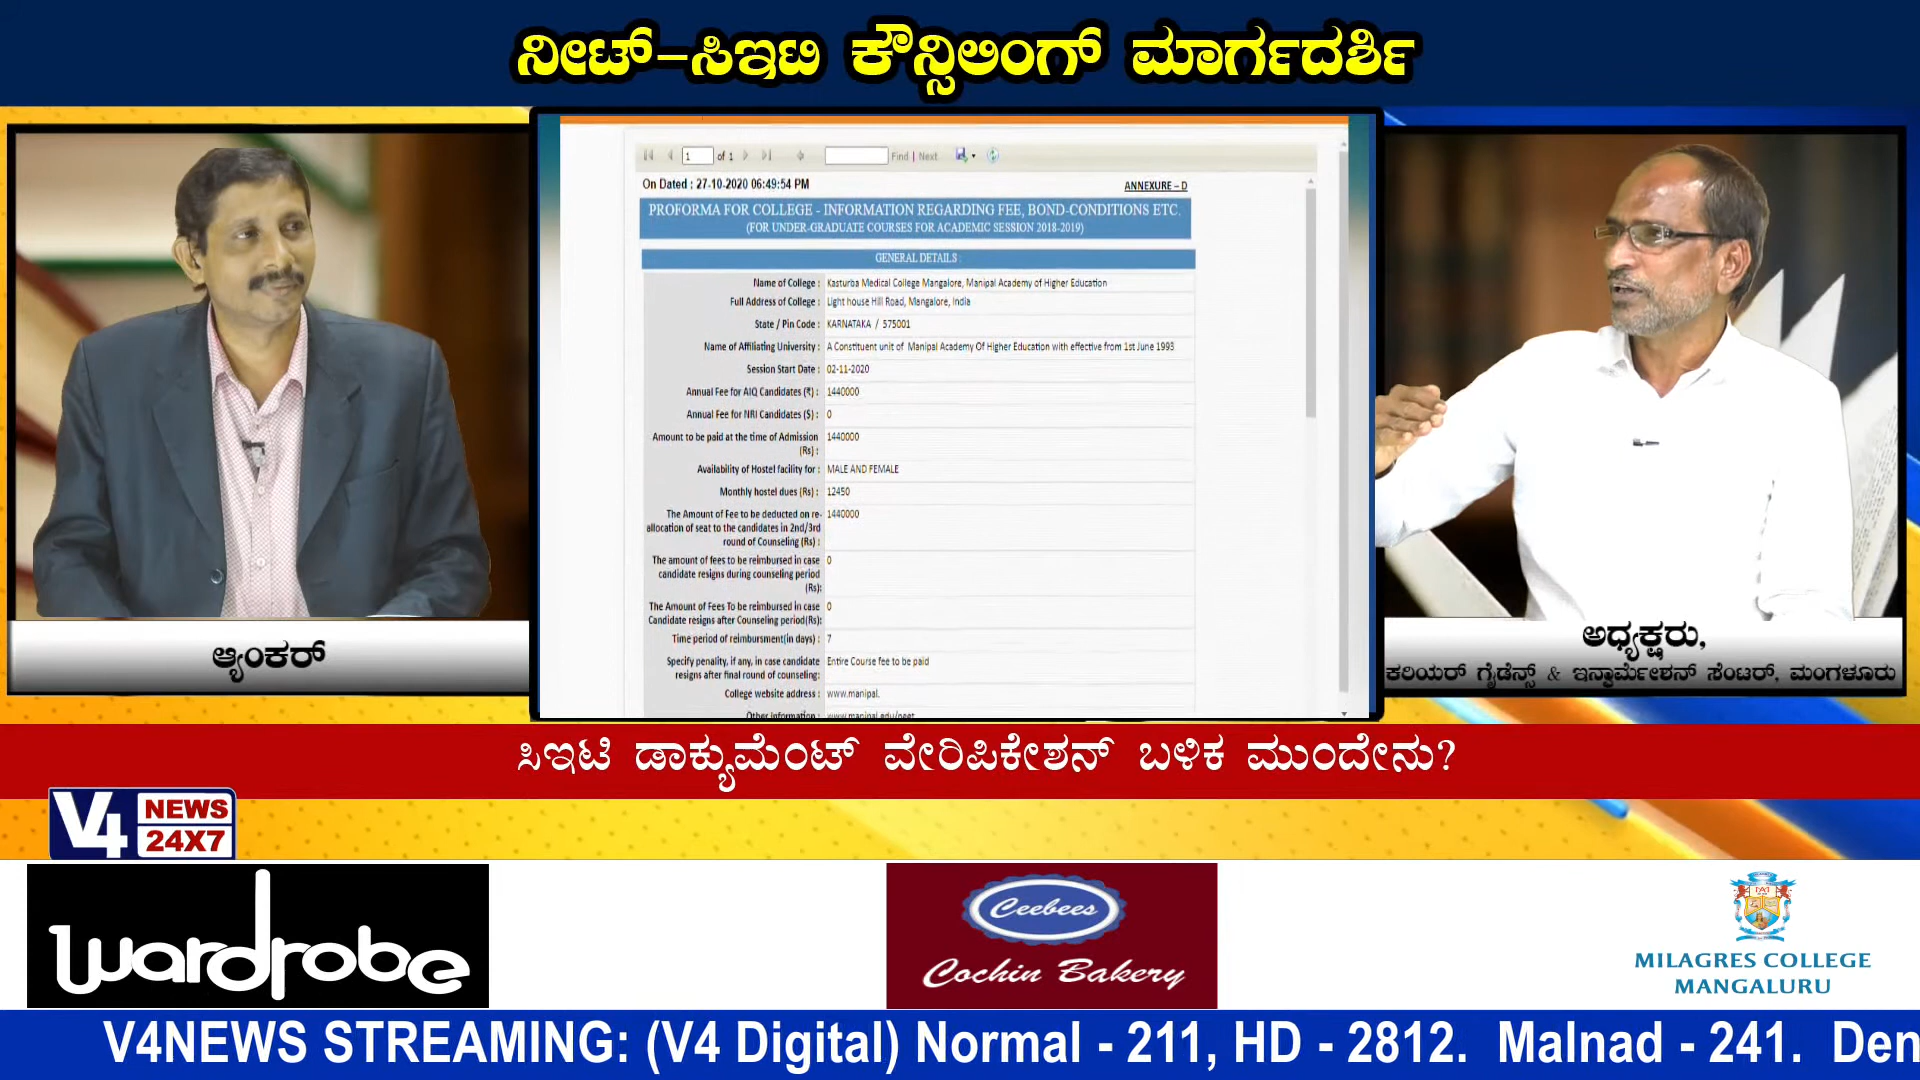 ನೀಟ್-ಸಿಇಟಿ ಕೌನ್ಸಿಲಿಂಗ್ ಮಾರ್ಗದರ್ಶಿ
1 of 1 Find | Next
On Dated : 27-10-2020 06:49:54 PM
ANNEXURE – D
PROFORMA FOR COLLEGE - INFORMATION REGARDING FEE, BOND-CONDITIONS ETC.
(FOR UNDER-GRADUATE COURSES FOR ACADEMIC SESSION 2018-2019)
GENERAL DETAILS :
Name of College : Kasturba Medical College Mangalore, Manipal Academy of Higher Education
Full Address of College : Light house Hill Road, Mangalore, India
State / Pin Code : KARNATAKA / 575001
Name of Affiliating University : A Constituent unit of Manipal Academy Of Higher Education with effective from 1st June 1993
Session Start Date : 02-11-2020
Annual Fee for AIQ Candidates (₹) : 1440000
Annual Fee for NRI Candidates ($) : 0
Amount to be paid at the time of Admission 1440000
(Rs) :
Availability of Hostel facility for : MALE AND FEMALE
Monthly hostel dues (Rs) : 12450
The Amount of Fee to be deducted on re- 1440000
allocation of seat to the candidates in 2nd/3rd
round of Counseling (Rs) :
The amount of fees to be reimbursed in case 0
candidate resigns during counseling period
(Rs):
The Amount of Fees To be reimbursed in case 0
Candidate resigns after Counseling period(Rs):
Time period of reimbursment(in days) : 7
Specify penality, if any, in case candidate Entire Course fee to be paid
resigns after final round of counseling:
College website address : www.manipal.
Other Information : www.manipal.edu/neet
ಆ್ಯಂಕರ್
ಅಧ್ಯಕ್ಷರು,
ಕರಿಯರ್ ಗೈಡೆನ್ಸ್ & ಇನ್ಫಾರ್ಮೇಶನ್ ಸೆಂಟರ್, ಮಂಗಳೂರು
ಸಿಇಟಿ ಡಾಕ್ಯುಮೆಂಟ್ ವೇರಿಪಿಕೇಶನ್ ಬಳಿಕ ಮುಂದೇನು?
V4 NEWS
24X7
wardrobe
Ceebees
Cochin Bakery
MILAGRES COLLEGE
MANGALURU
V4NEWS STREAMING: (V4 Digital) Normal - 211, HD - 2812. Malnad - 241. Den